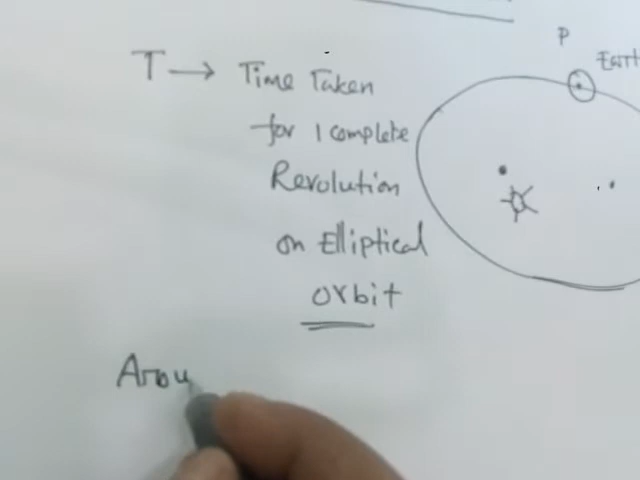 P
Earth
T → Time Taken
for 1 complete
Revolution
on Elliptical
orbit
Arou